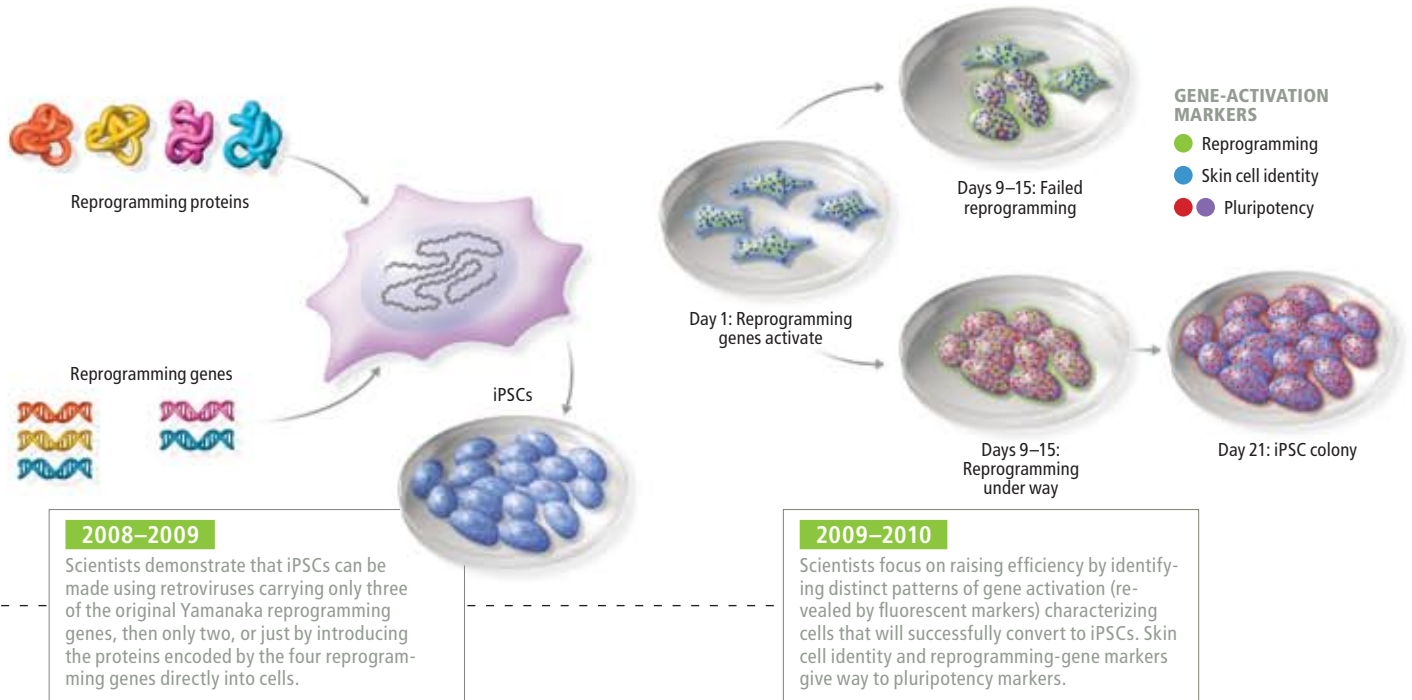 Reprogramming proteins
Reprogramming genes
iPSCs
2008–2009
Scientists demonstrate that iPSCs can be
made using retroviruses carrying only three
of the original Yamanaka reprogramming
genes, then only two, or just by introducing
the proteins encoded by the four reprogram-
ming genes directly into cells.
Day 1: Reprogramming
genes activate
Days 9–15: Failed
reprogramming
GENE-ACTIVATION
MARKERS
Reprogramming
Skin cell identity
Pluripotency
Days 9–15:
Reprogramming
under way
Day 21: iPSC colony
2009–2010
Scientists focus on raising efficiency by identify-
ing distinct patterns of gene activation (re-
vealed by fluorescent markers) characterizing
cells that will successfully convert to iPSCs. Skin
cell identity and reprogramming-gene markers
give way to pluripotency markers.